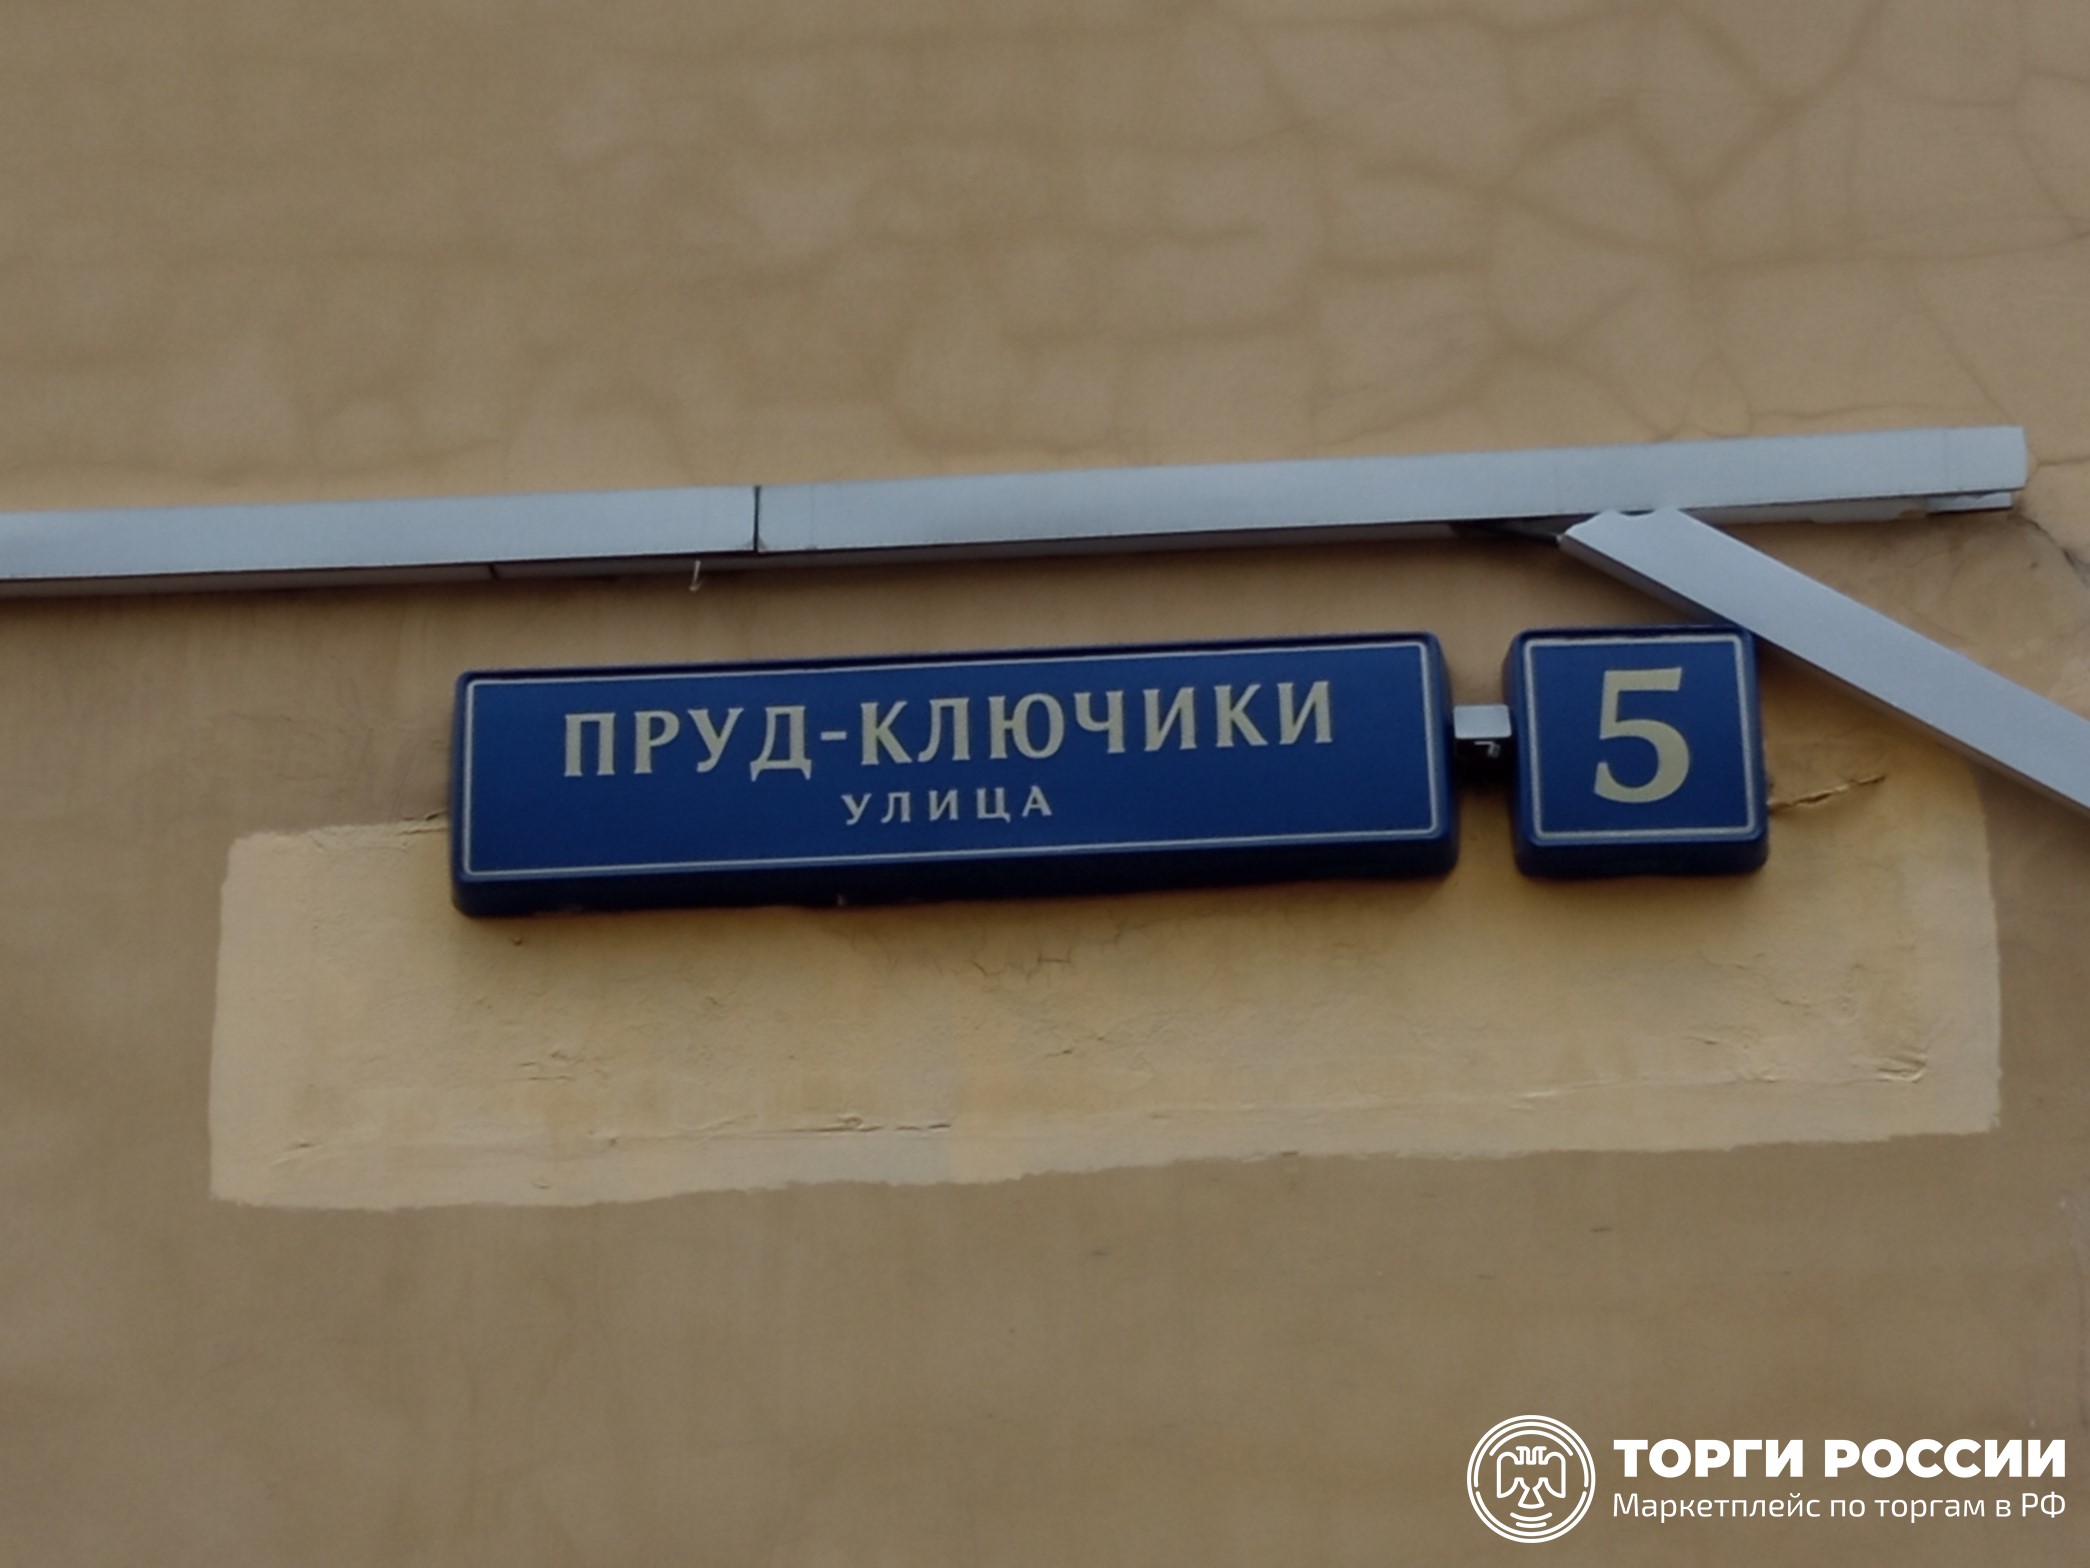 ПРУД-КЛЮЧИКИ
УЛИЦА
5
ТОРГИ РОССИИ
Маркетплейс по торгам в РФ